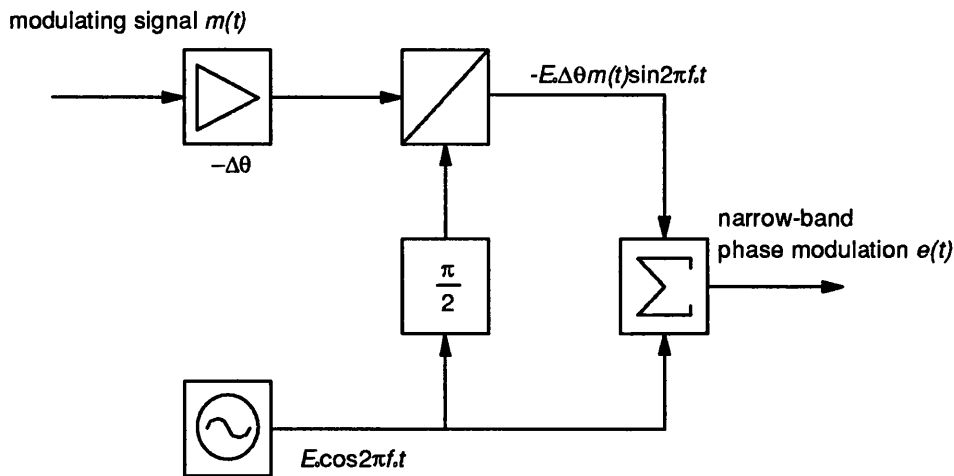 modulating signal m(t)
-E₀Δθm(t)sin2πf₀t
−Δθ
narrow-band
phase modulation e(t)
π
2
Σ
E₀cos2πf₀t